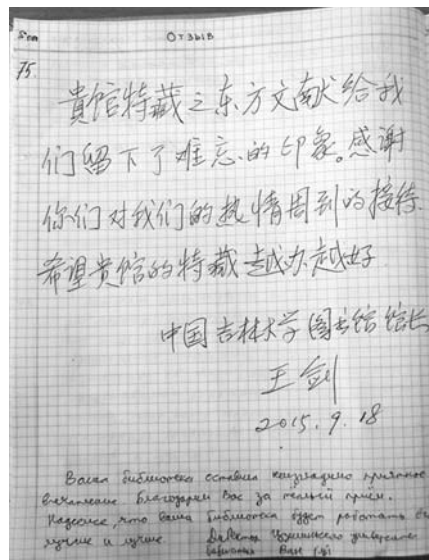 Отзыв
75.
貴馆特藏之东方文献给我
们留下了难忘的印象。感谢
你们对我们的热情周到的接待.
希望贵馆的特藏越办越好
中国吉林大学图书馆馆长
王剑
2015.9.18
Ваша библиотека оставила приятное
впечатление. Благодарим Вас за теплый прием.
Надеемся, что ваша библиотека будет работать
лучше и лучше.